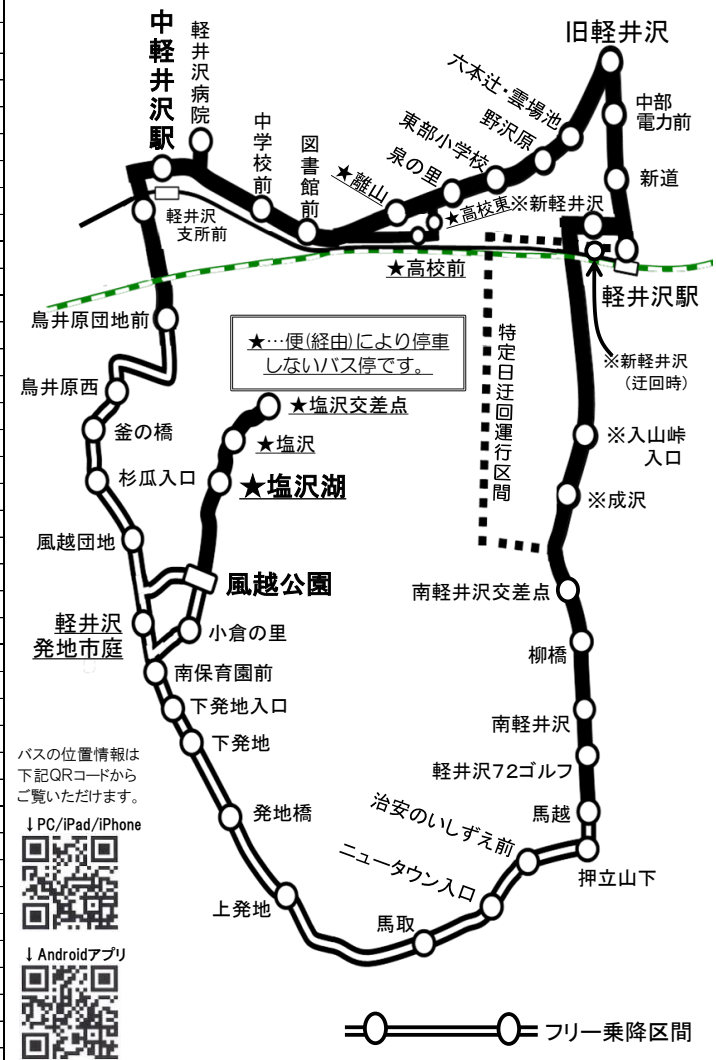 旧軽井沢
中軽井沢駅
軽井沢病院
六本辻・雲場池
中部
電力前
中学校前
図書館前
東部小学校
野沢原
泉の里
★離山
新道
★高校東
※新軽井沢
軽井沢
支所前
★高校前
軽井沢駅
鳥井原団地前
★…便(経由)により停車
しないバス停です。
特定日迂回運行区間
※新軽井沢
(迂回時)
鳥井原西
★塩沢交差点
釜の橋
★塩沢
※入山峠
入口
杉瓜入口
★塩沢湖
※成沢
風越団地
風越公園
南軽井沢交差点
軽井沢
発地市庭
小倉の里
柳橋
南保育園前
下発地入口
南軽井沢
下発地
軽井沢72ゴルフ
バスの位置情報は
下記QRコードから
ご覧いただけます。
発地橋
治安のいしずえ前
馬越
↓PC/iPad/iPhone
ニュータウン入口
押立山下
上発地
馬取
↓Androidアプリ
フリー乗降区間